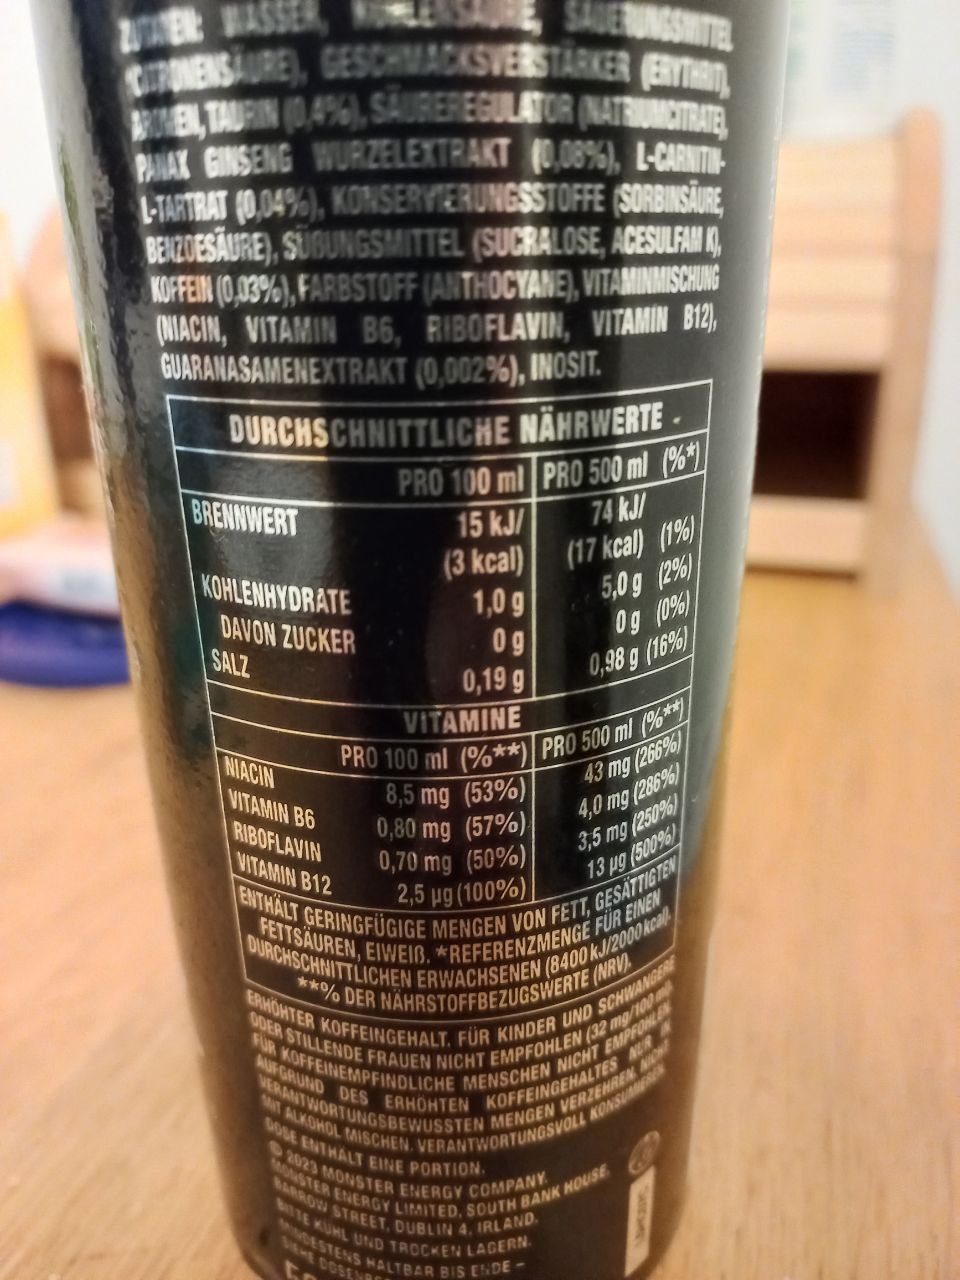 ZUTATEN: WASSER, KOHLENSÄURE, SÄUERUNGSMITTEL
(CITRONENSÄURE), GESCHMACKSVERSTÄRKER (ERYTHRIT),
AROMEN, TAURIN (0,4%), SÄUREREGULATOR (NATRIUMCITRATE),
PANAX GINSENG WURZELEXTRAKT (0,08%), L-CARNITIN-
L-TARTRAT (0,04%), KONSERVIERUNGSSTOFFE (SORBINSÄURE,
BENZOESÄURE), SÜßUNGSMITTEL (SUCRALOSE, ACESULFAM K),
KOFFEIN (0,03%), FARBSTOFF (ANTHOCYANE), VITAMINMISCHUNG
(NIACIN, VITAMIN B6, RIBOFLAVIN, VITAMIN B12),
GUARANASAMENEXTRAKT (0,002%), INOSIT.
DURCHSCHNITTLICHE NÄHRWERTE -
PRO 100 ml PRO 500 ml (%*)
BRENNWERT 15 kJ/ 74 kJ/
(3 kcal) (17 kcal) (1%)
KOHLENHYDRATE 1,0 g 5,0 g (2%)
DAVON ZUCKER 0 g 0 g (0%)
SALZ 0,19 g 0,98 g (16%)
VITAMINE
PRO 100 ml (%**) PRO 500 ml (%**)
NIACIN 8,5 mg (53%) 43 mg (266%)
VITAMIN B6 0,80 mg (57%) 4,0 mg (286%)
RIBOFLAVIN 0,70 mg (50%) 3,5 mg (250%)
VITAMIN B12 2,5 µg (100%) 13 µg (500%)
ENTHÄLT GERINGFÜGIGE MENGEN VON FETT, GESÄTTIGTEN
FETTSÄUREN, EIWEIß. *REFERENZMENGE FÜR EINEN
DURCHSCHNITTLICHEN ERWACHSENEN (8400 kJ/2000 kcal).
**% DER NÄHRSTOFFBEZUGSWERTE (NRV).
ERHÖHTER KOFFEINGEHALT. FÜR KINDER UND SCHWANGERE
ODER STILLENDE FRAUEN NICHT EMPFOHLEN (32 mg/100 ml).
FÜR KOFFEINEMPFINDLICHE MENSCHEN NICHT EMPFOHLEN.
AUFGRUND DES ERHÖHTEN KOFFEINGEHALTES NUR IN
VERANTWORTUNGSBEWUSSTEN MENGEN VERZEHREN. NICHT
MIT ALKOHOL MISCHEN. VERANTWORTUNGSVOLL KONSUMIEREN.
DOSE ENTHÄLT EINE PORTION.
© 2023 MONSTER ENERGY COMPANY.
MONSTER ENERGY LIMITED, SOUTH BANK HOUSE,
BARROW STREET, DUBLIN 4, IRLAND.
BITTE KÜHL UND TROCKEN LAGERN.
MINDESTENS HALTBAR BIS ENDE -
SIEHE